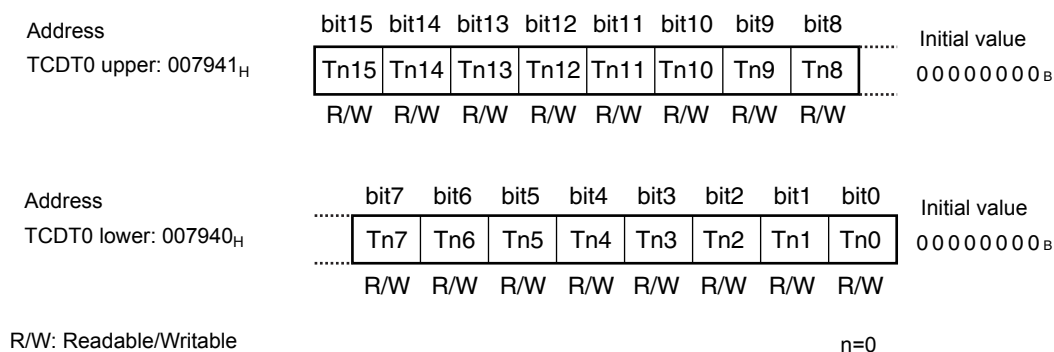 bit15 bit14 bit13 bit12 bit11 bit10 bit9 bit8
Address
Initial value
TCDT0 upper: 007941H
Tn15 Tn14 Tn13 Tn12 Tn11 Tn10 Tn9 Tn8
00000000B
R/W R/W R/W R/W R/W R/W R/W R/W
bit7 bit6 bit5 bit4 bit3 bit2 bit1 bit0
Address
Initial value
TCDT0 lower: 007940H
Tn7 Tn6 Tn5 Tn4 Tn3 Tn2 Tn1 Tn0
00000000B
R/W R/W R/W R/W R/W R/W R/W R/W
R/W: Readable/Writable
n=0